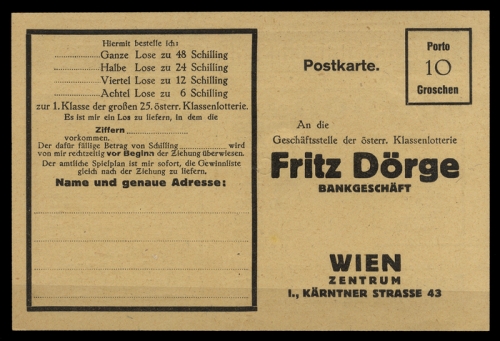 Hiermit bestelle ich:
Ganze Lose zu 48 Schilling
Halbe Lose zu 24 Schilling
Viertel Lose zu 12 Schilling
Achtel Lose zu 6 Schilling
zur 1. Klasse der großen 25. österr. Klassenlotterie.
Es ist mir ein Los zu liefern, in dem die
Ziffern
vorkommen.
Der dafür fällige Betrag von Schilling wird
von mir rechtzeitig vor Beginn der Ziehung überwiesen.
Der amtliche Spielplan ist mir sofort, die Gewinnliste
gleich nach der Ziehung zu liefern.
Name und genaue Adresse:
Postkarte.
Porto
10
Groschen
An die
Geschäftsstelle der österr. Klassenlotterie
Fritz Dörge
BANKGESCHÄFT
WIEN
ZENTRUM
I., KÄRNTNER STRASSE 43